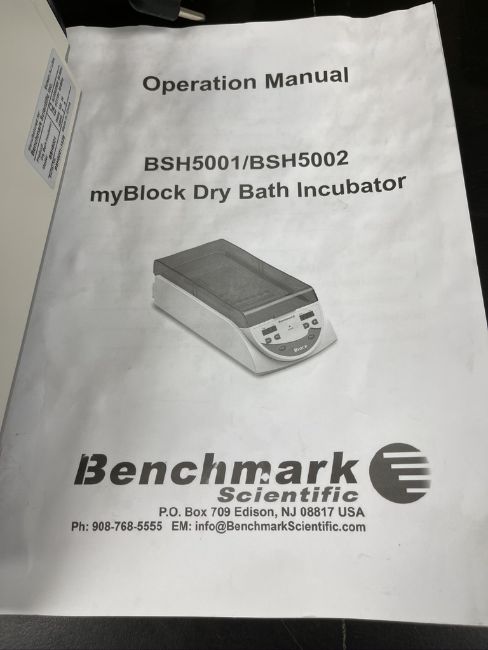 Operation Manual
BSH5001/BSH5002
myBlock Dry Bath Incubator
Benchmark
Benchmark
Scientific
P.O. Box 709 Edison, NJ 08817 USA
Ph: 908-768-5555 EM: info@BenchmarkScientific.com